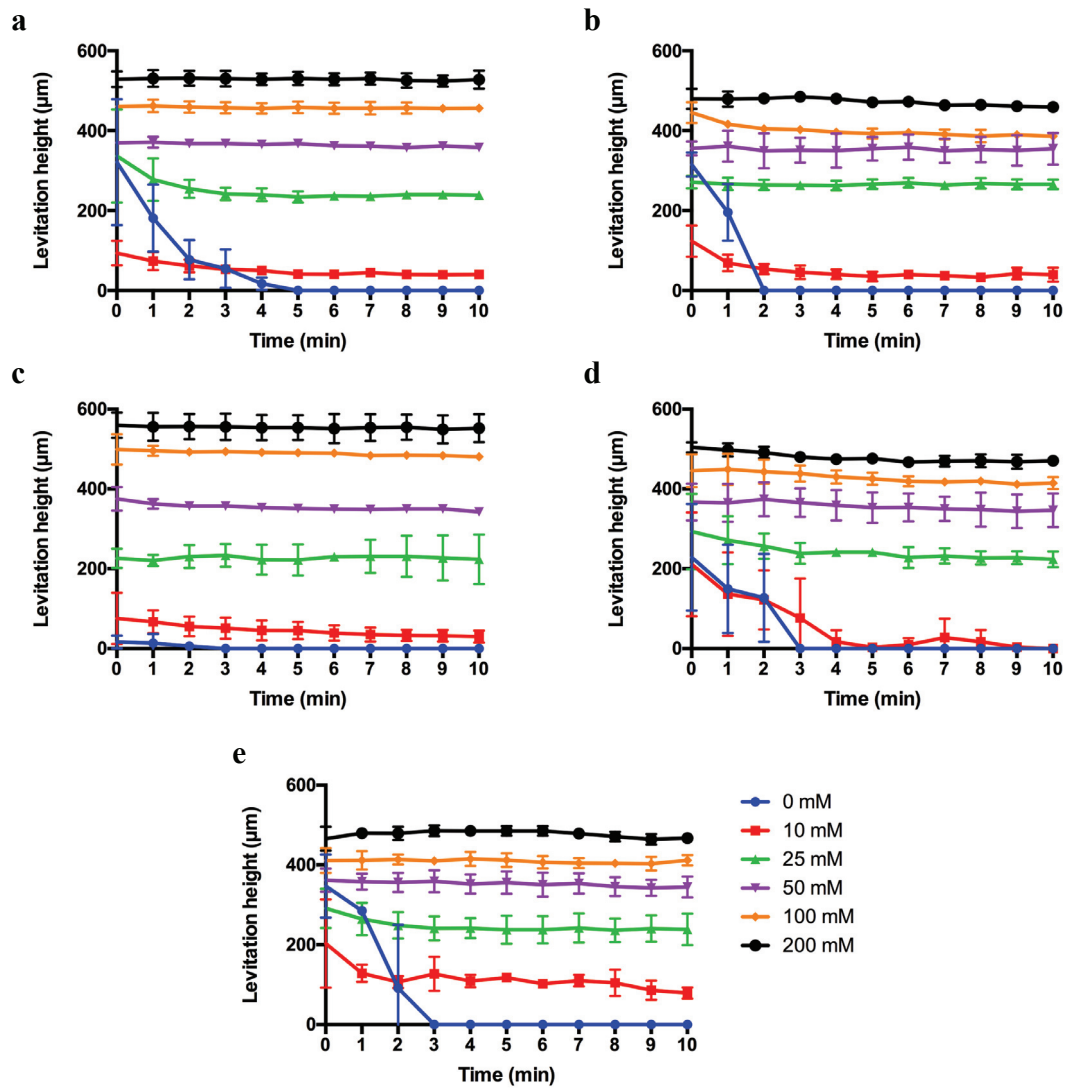 a
600
400
200
0
Levitation height (µm)
0 1 2 3 4 5 6 7 8 9 10
Time (min)
b
600
400
200
0
Levitation height (µm)
0 1 2 3 4 5 6 7 8 9 10
Time (min)
c
600
400
200
0
Levitation height (µm)
0 1 2 3 4 5 6 7 8 9 10
Time (min)
d
600
400
200
0
Levitation height (µm)
0 1 2 3 4 5 6 7 8 9 10
Time (min)
e
600
400
200
0
Levitation height (µm)
0 1 2 3 4 5 6 7 8 9 10
Time (min)
0 mM
10 mM
25 mM
50 mM
100 mM
200 mM